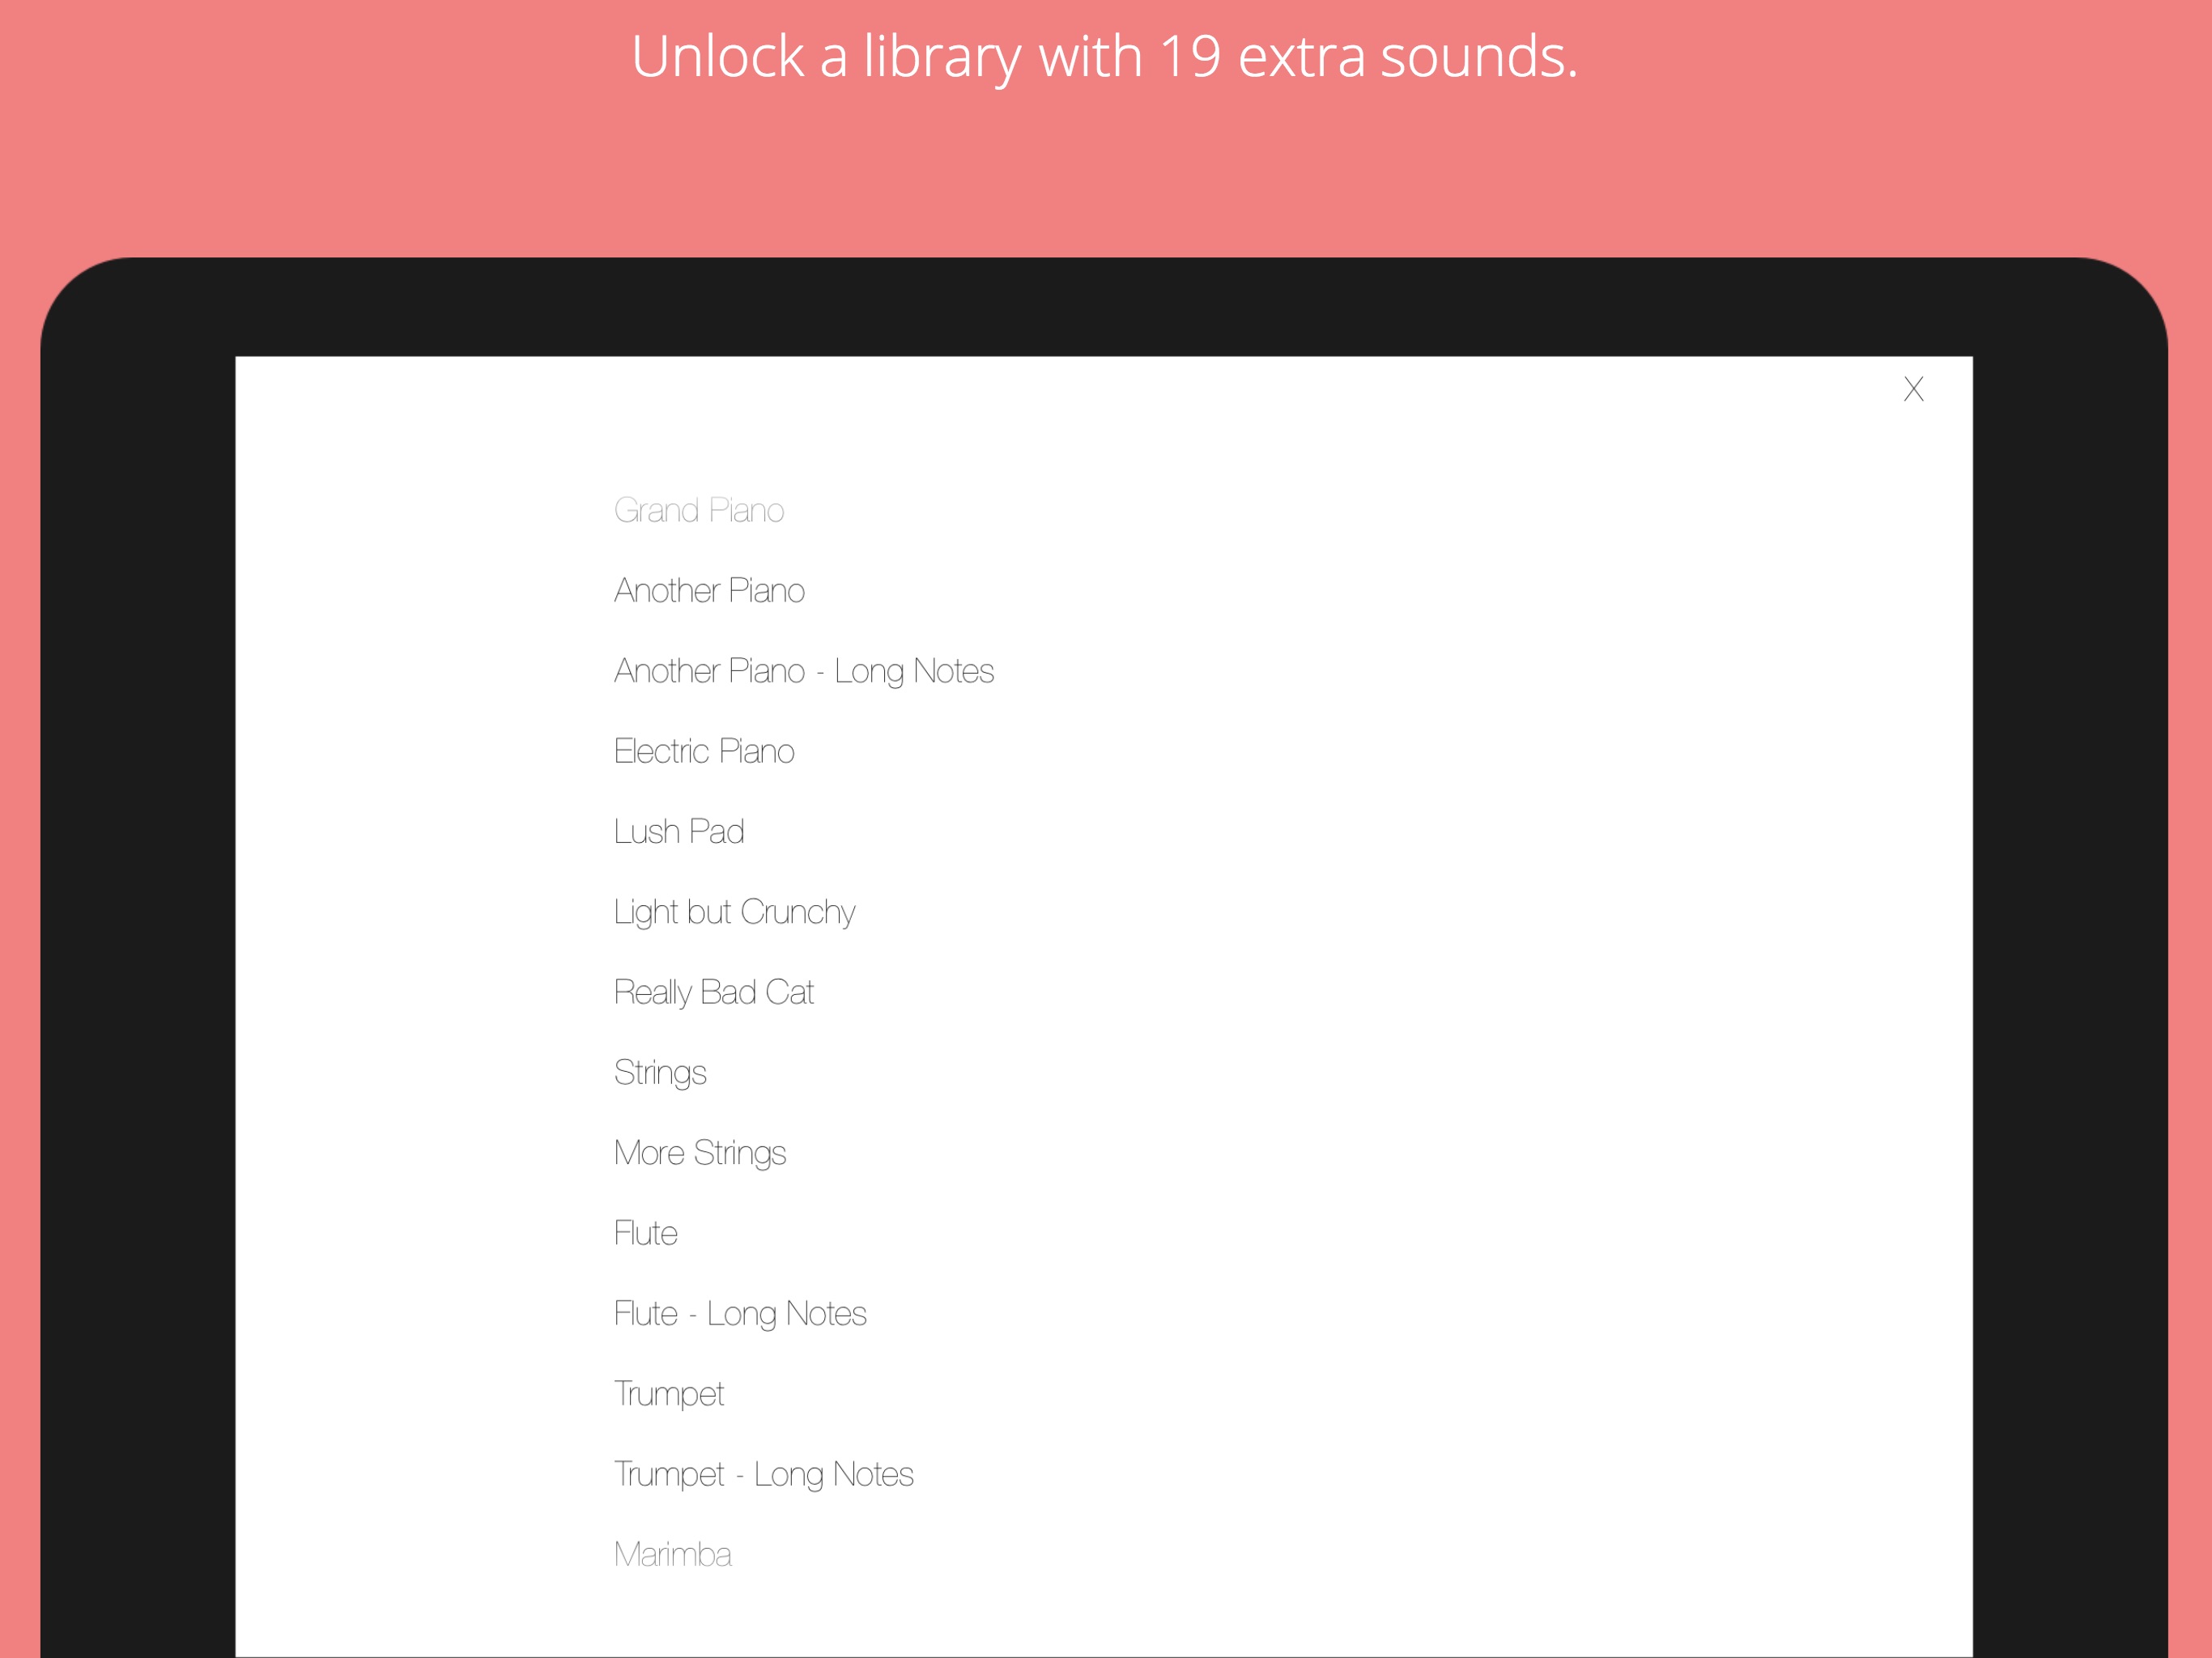 Unlock a library with 19 extra sounds.
X
Grand Piano
Another Piano
Another Piano - Long Notes
Electric Piano
Lush Pad
Light but Crunchy
Really Bad Cat
Strings
More Strings
Flute
Flute - Long Notes
Trumpet
Trumpet - Long Notes
Marimba